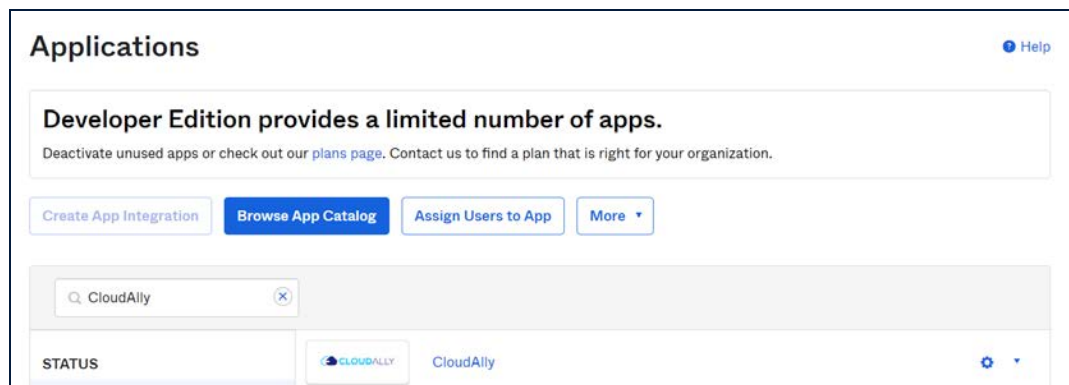 Applications
Help
Developer Edition provides a limited number of apps.
Deactivate unused apps or check out our plans page. Contact us to find a plan that is right for your organization.
Create App Integration
Browse App Catalog
Assign Users to App
More
CloudAlly
STATUS
CLOUDALLY
CloudAlly